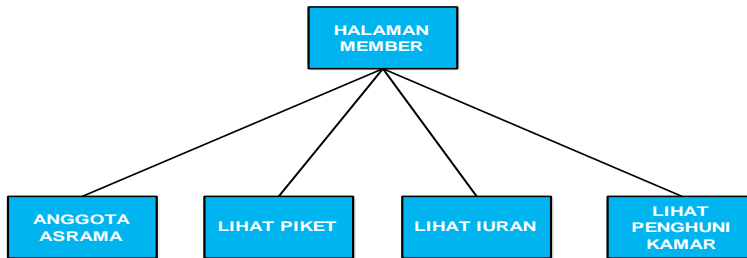 HALAMAN
MEMBER
ANGGOTA
ASRAMA
LIHAT PIKET
LIHAT IURAN
LIHAT
PENGHUNI
KAMAR